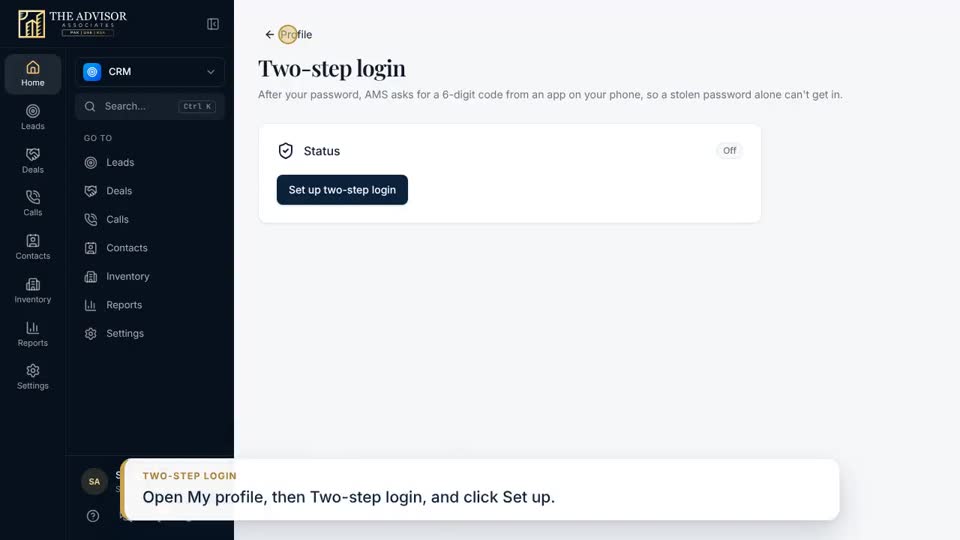 THE ADVISOR
ASSOCIATES
PAK | UAE | KSA
Home
Leads
Deals
Calls
Contacts
Inventory
Reports
Settings
CRM
Search... Ctrl K
GO TO
Leads
Deals
Calls
Contacts
Inventory
Reports
Settings
SA
Profile
Two-step login
After your password, AMS asks for a 6-digit code from an app on your phone, so a stolen password alone can't get in.
Status Off
Set up two-step login
TWO-STEP LOGIN
Open My profile, then Two-step login, and click Set up.